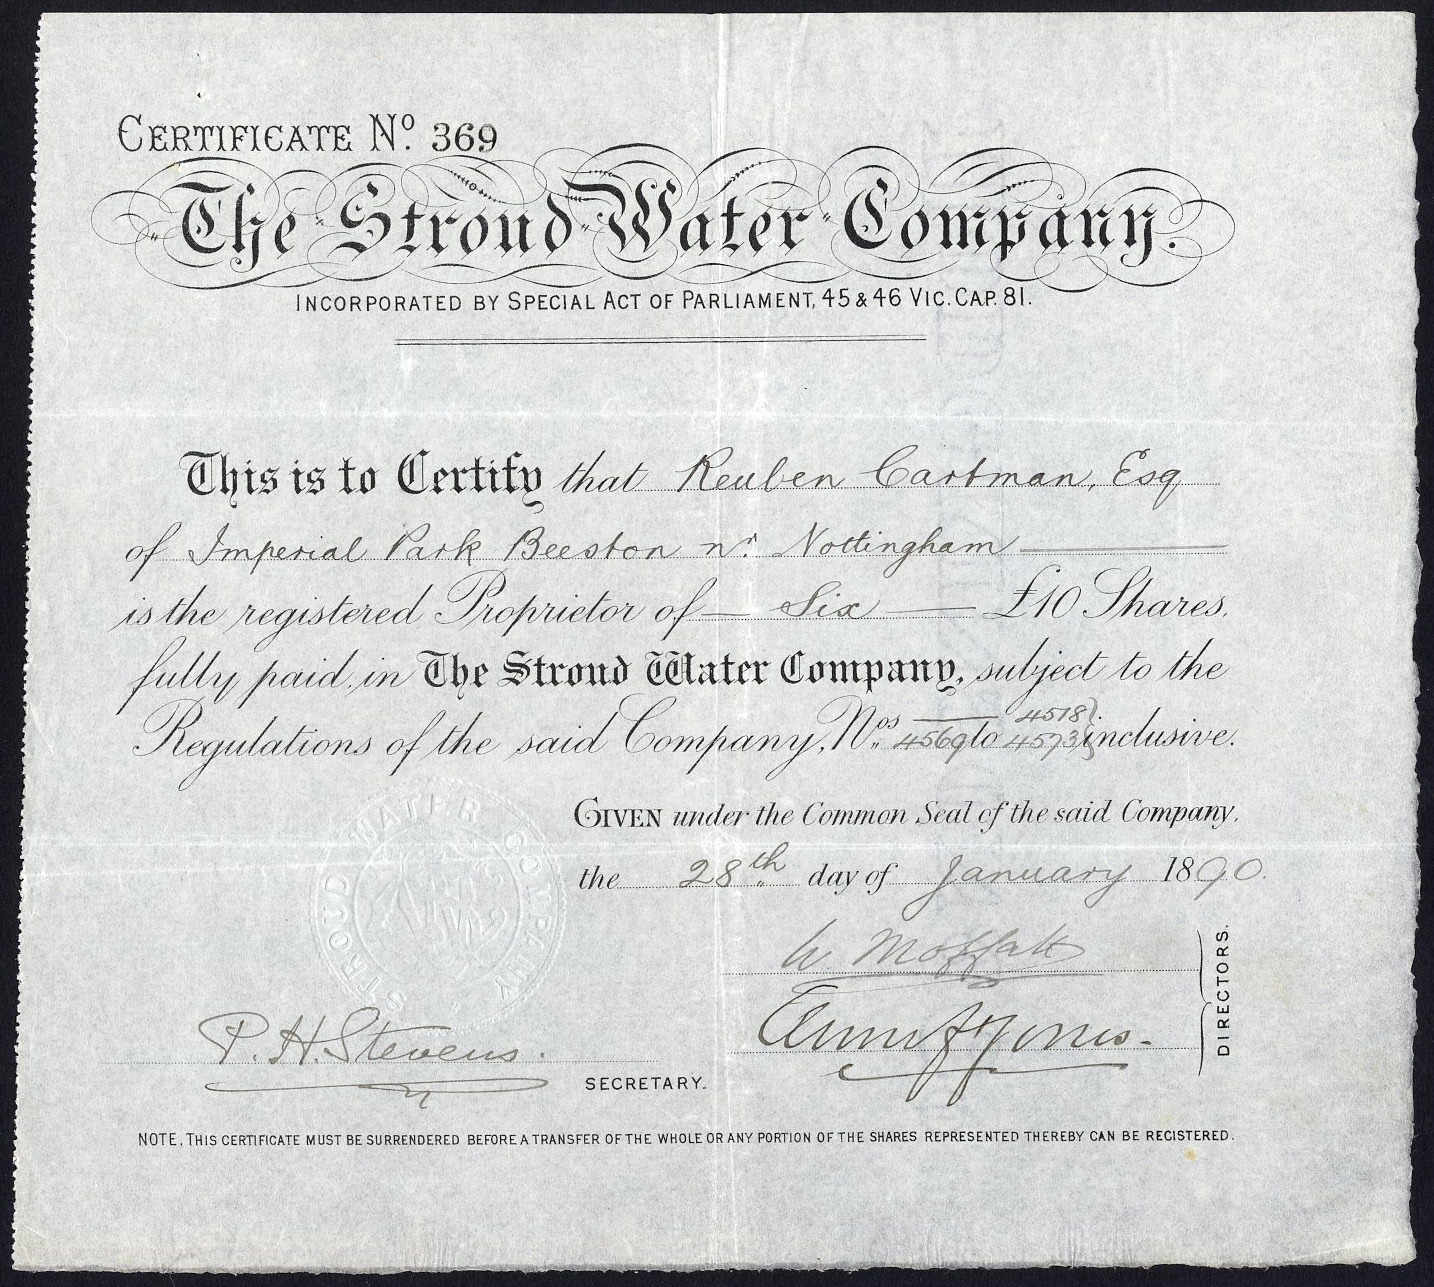 CERTIFICATE No. 369
The Stroud Water Company.
INCORPORATED BY SPECIAL ACT OF PARLIAMENT, 45 & 46 VIC. CAP. 81.
This is to Certify that Reuben Cartman, Esq
of Imperial Park Beeston nr. Nottingham
is the registered Proprietor of — Six — £10 Shares,
fully paid, in The Stroud Water Company, subject to the
Regulations of the said Company, Nos. — 4518
4569 to 4573 inclusive.
GIVEN under the Common Seal of the said Company,
the 28th day of January 1890.
STROUD WATER COMPANY
W. Moffatt
Jones.
DIRECTORS.
P. H. Stevens.
SECRETARY.
NOTE. THIS CERTIFICATE MUST BE SURRENDERED BEFORE A TRANSFER OF THE WHOLE OR ANY PORTION OF THE SHARES REPRESENTED THEREBY CAN BE REGISTERED.